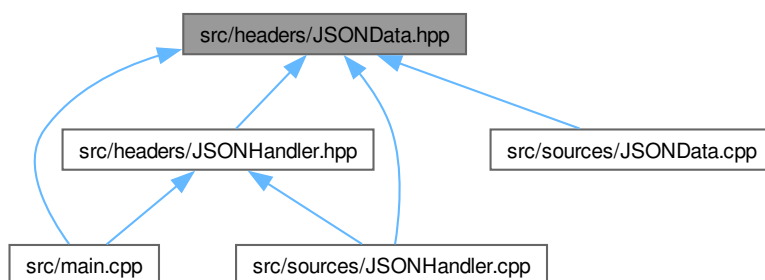 src/headers/JSONData.hpp
src/headers/JSONHandler.hpp
src/sources/JSONData.cpp
src/main.cpp
src/sources/JSONHandler.cpp